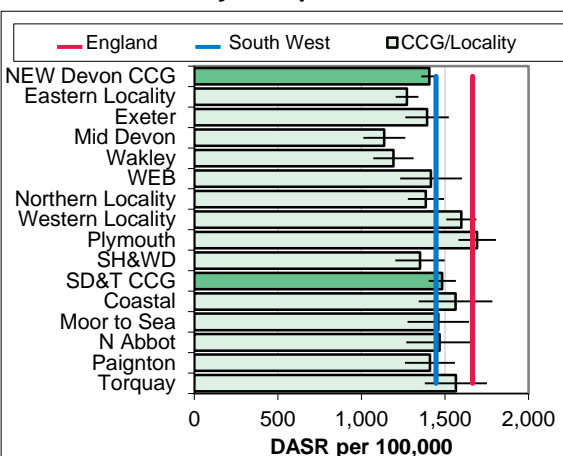 England South West CCG/Locality
NEW Devon CCG
Eastern Locality
Exeter
Mid Devon
Wakley
WEB
Northern Locality
Western Locality
Plymouth
SH&WD
SD&T CCG
Coastal
Moor to Sea
N Abbot
Paignton
Torquay
0 500 1,000 1,500 2,000
DASR per 100,000